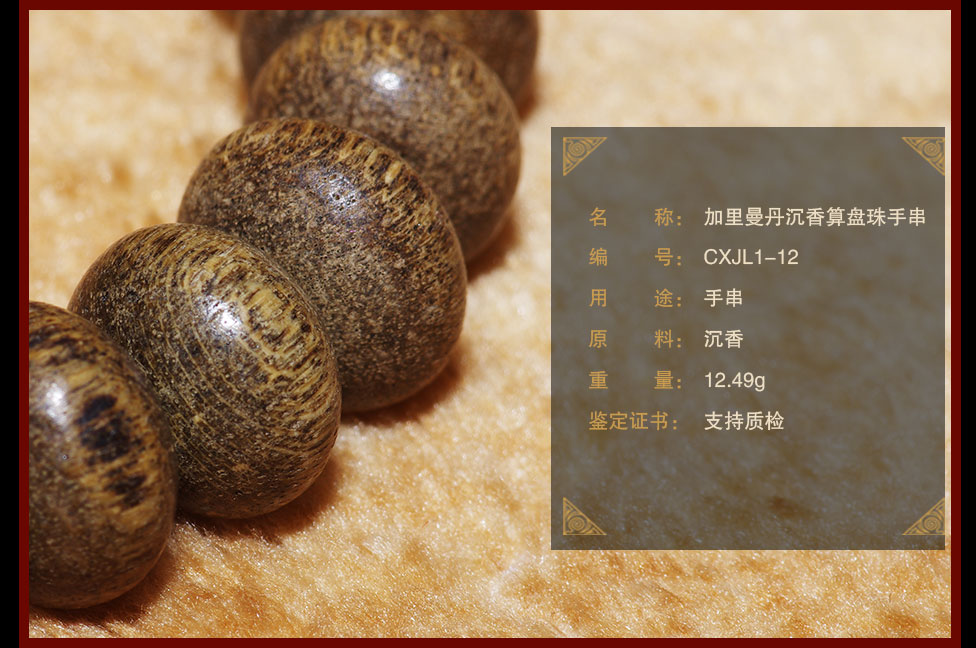 名　　称：加里曼丹沉香算盘珠手串
编　　号：CXJL1-12
用　　途：手串
原　　料：沉香
重　　量：12.49g
鉴定证书：支持质检